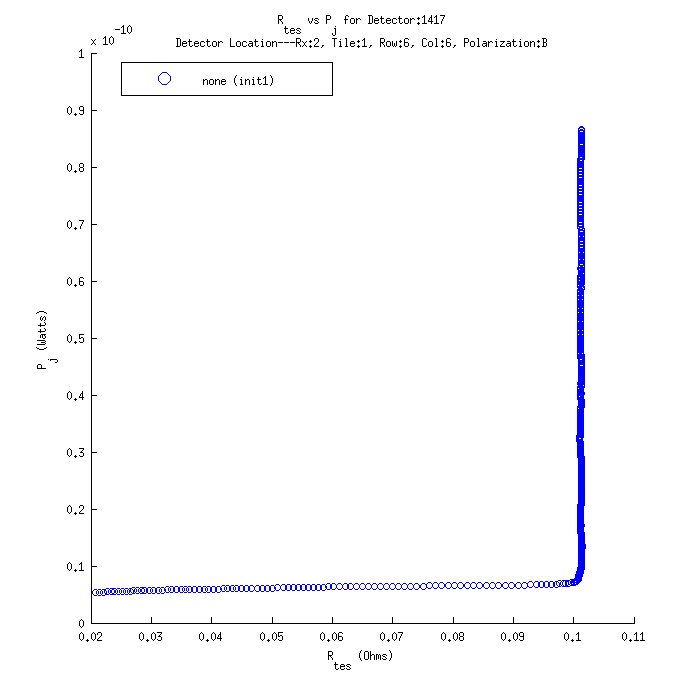 R_tes vs P_j for Detector:1417
Detector Location---Rx:2, Tile:1, Row:6, Col:6, Polarization:B
x 10^-10
none (init1)
1
0.9
0.8
0.7
0.6
0.5
0.4
0.3
0.2
0.1
0
P_j (Watts)
0.02 0.03 0.04 0.05 0.06 0.07 0.08 0.09 0.1 0.11
R_tes (Ohms)